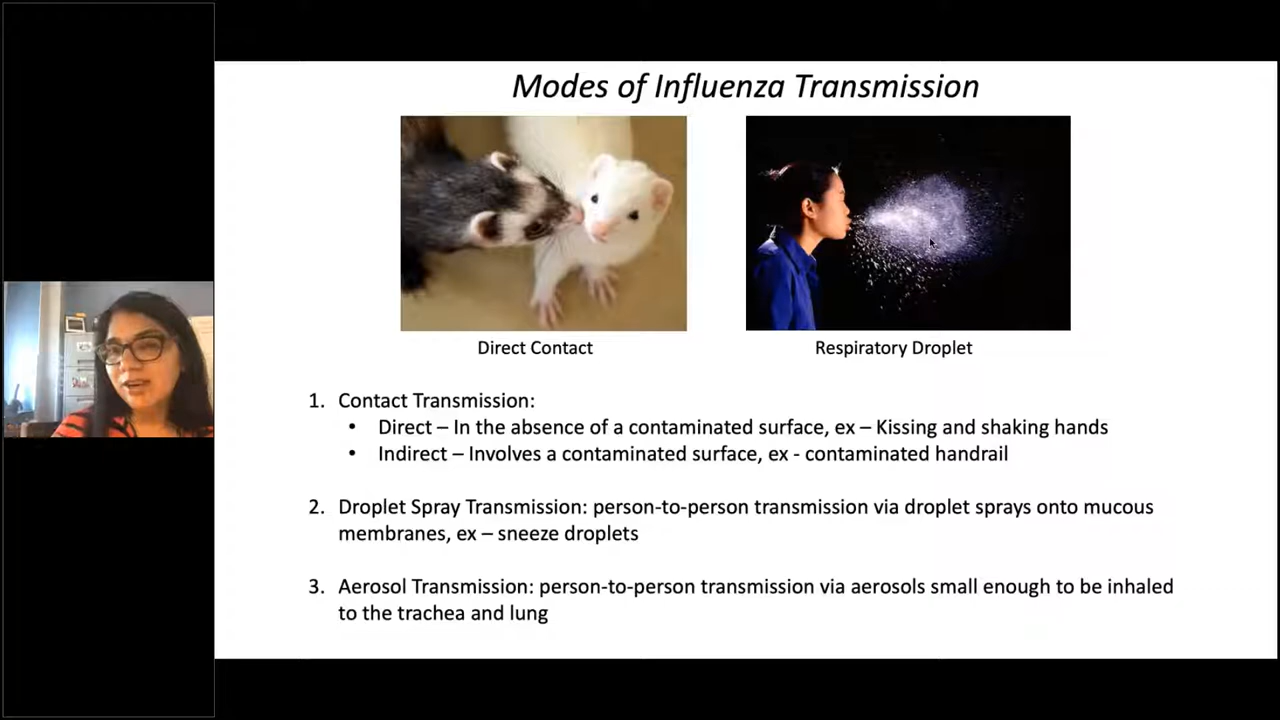 Modes of Influenza Transmission
Direct Contact
Respiratory Droplet
1. Contact Transmission:
• Direct – In the absence of a contaminated surface, ex – Kissing and shaking hands
• Indirect – Involves a contaminated surface, ex - contaminated handrail
2. Droplet Spray Transmission: person-to-person transmission via droplet sprays onto mucous
membranes, ex – sneeze droplets
3. Aerosol Transmission: person-to-person transmission via aerosols small enough to be inhaled
to the trachea and lung